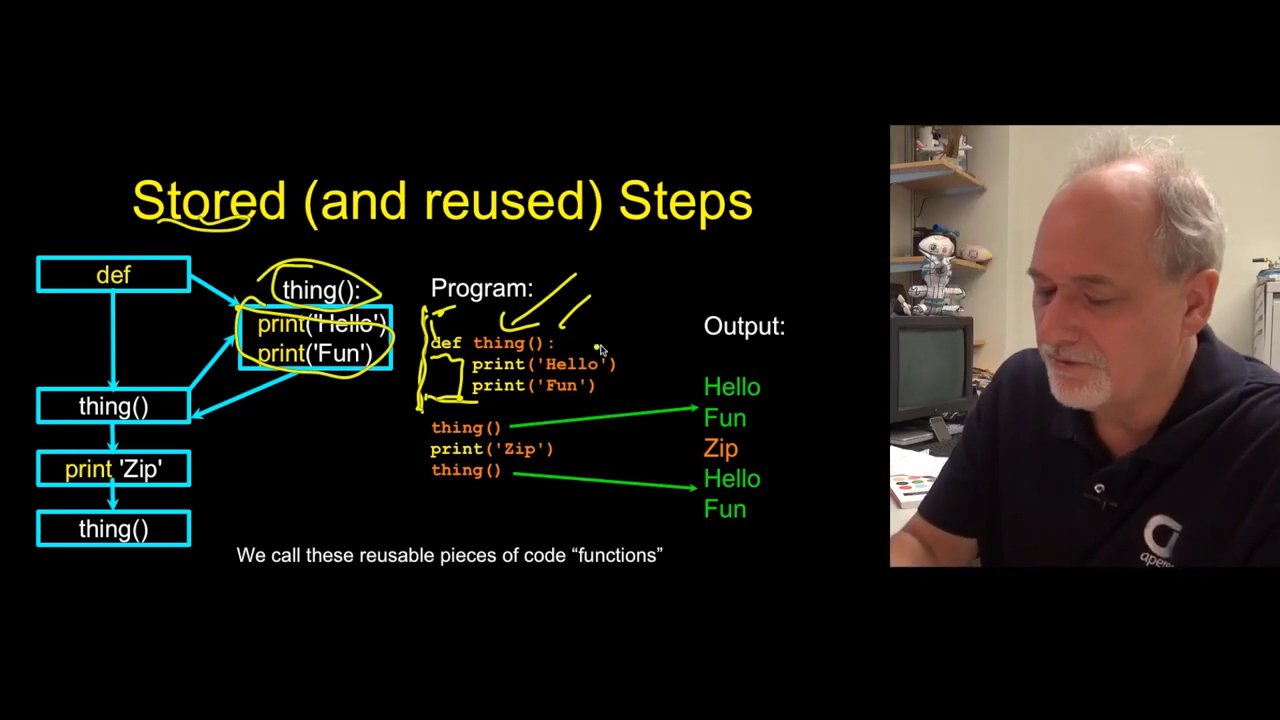 Stored (and reused) Steps
def
thing():
print('Hello')
print('Fun')
thing()
print 'Zip'
thing()
Program:
def thing():
print('Hello')
print('Fun')
thing()
print('Zip')
thing()
Output:
Hello
Fun
Zip
Hello
Fun
We call these reusable pieces of code “functions”